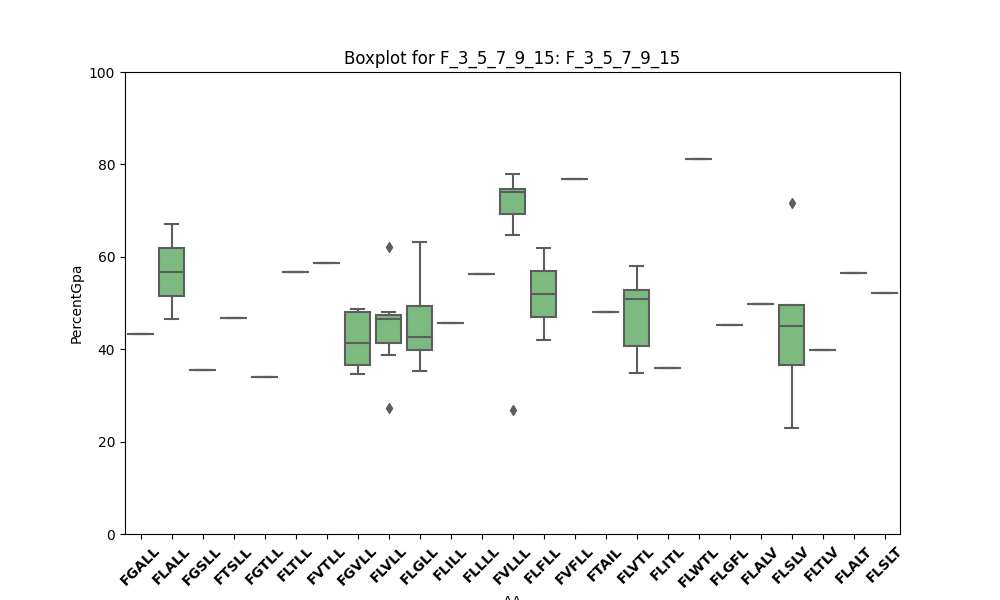 Boxplot for F_3_5_7_9_15: F_3_5_7_9_15
PercentGpa
100
80
60
40
20
0
FGALL FLALL FGSLL FTSLL FGTLL FLTLL FVTLL FGVLL FLVLL FLGLL FLILL FLLLL FVLLL FLFLL FVFLL FTAIL FLVTL FLITL FLWTL FLGFL FLALV FLSLV FLTLV FLALT FLSLT
AA